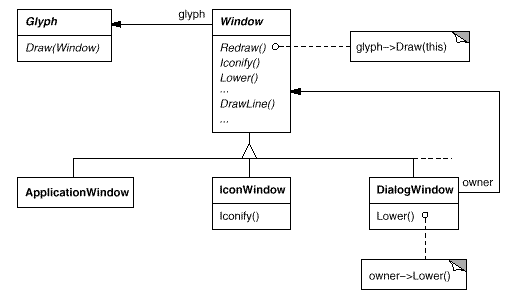 Glyph
Draw(Window)
glyph
Window
Redraw()
Iconify()
Lower()
...
DrawLine()
...
glyph->Draw(this)
ApplicationWindow
IconWindow
Iconify()
DialogWindow
Lower()
owner
owner->Lower()